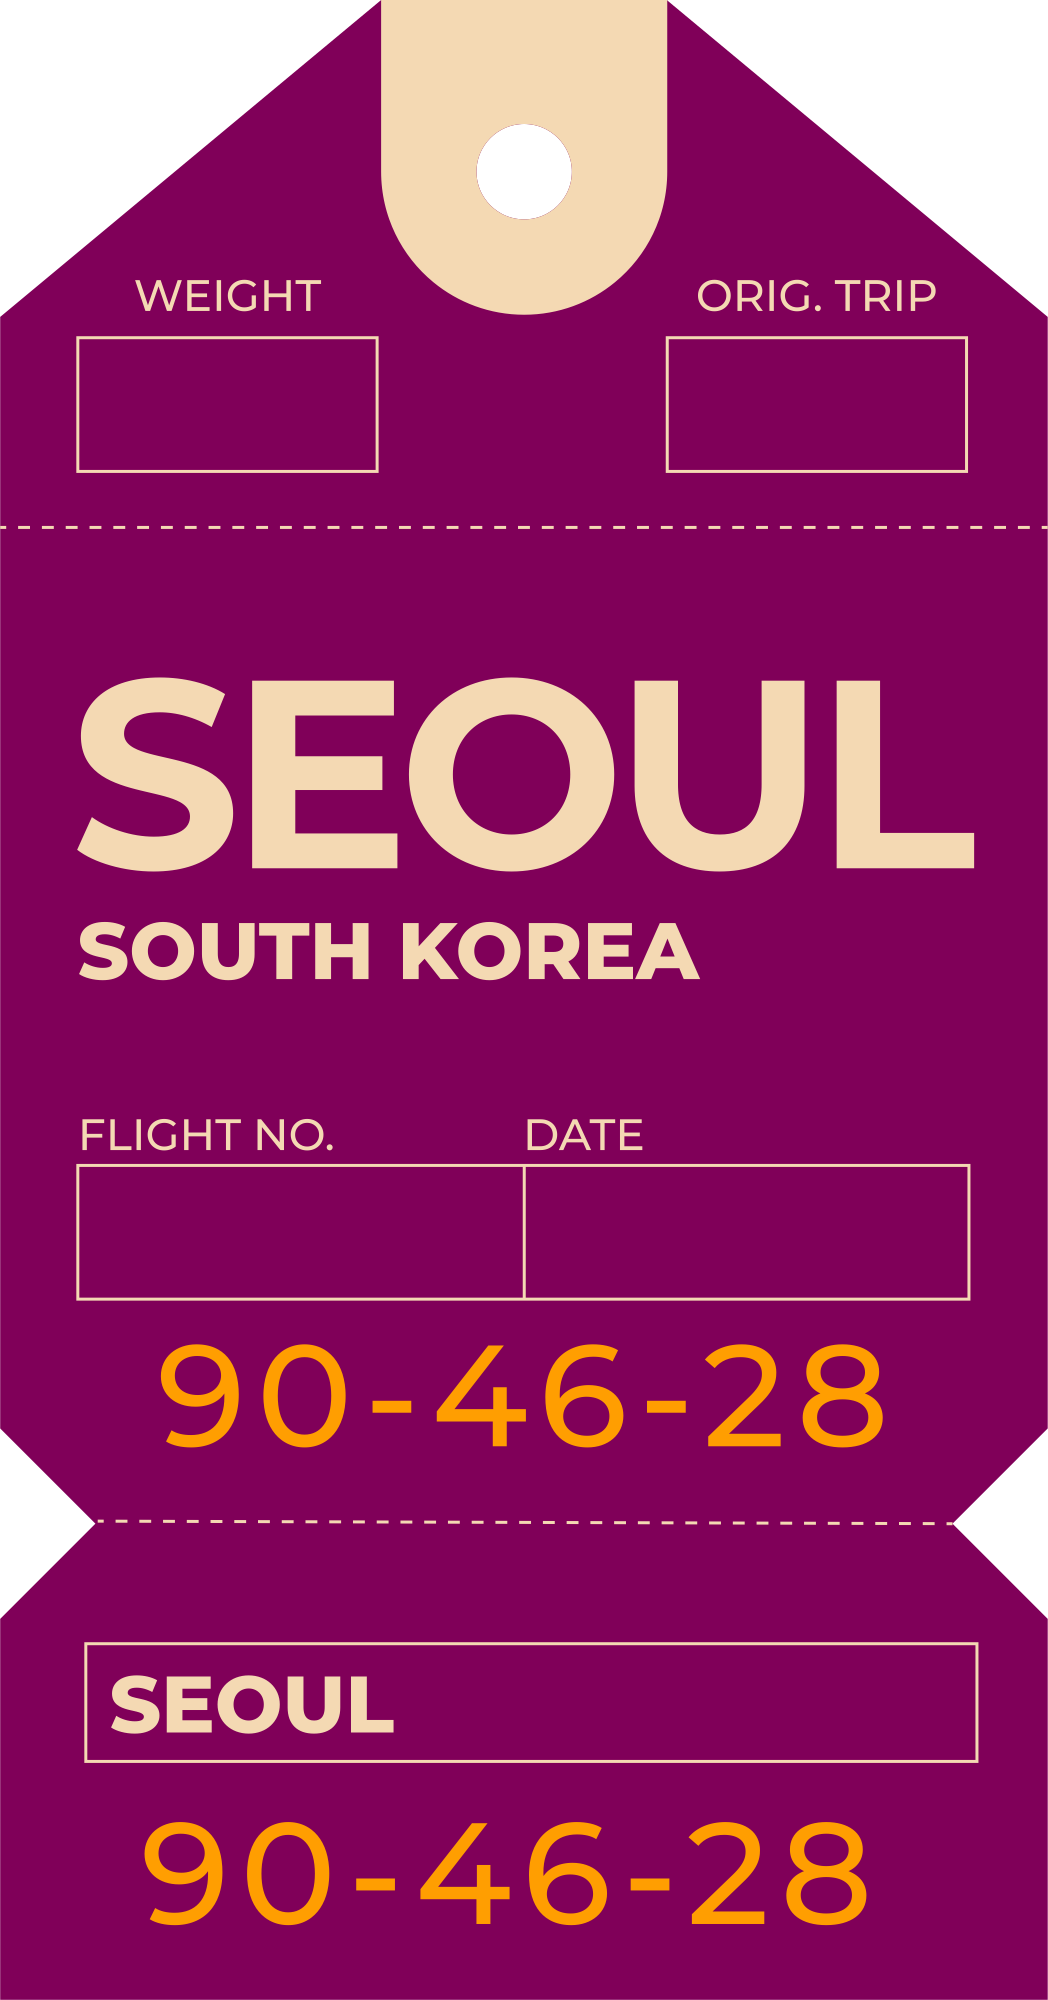 WEIGHT ORIG. TRIP
SEOUL
SOUTH KOREA
FLIGHT NO. DATE
90-46-28
SEOUL
90-46-28